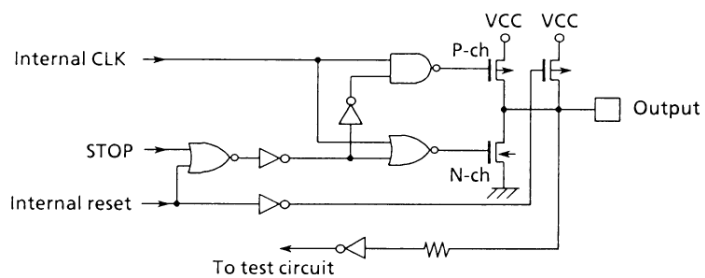 VCC VCC
P-ch
Internal CLK
Output
STOP
N-ch
Internal reset
To test circuit